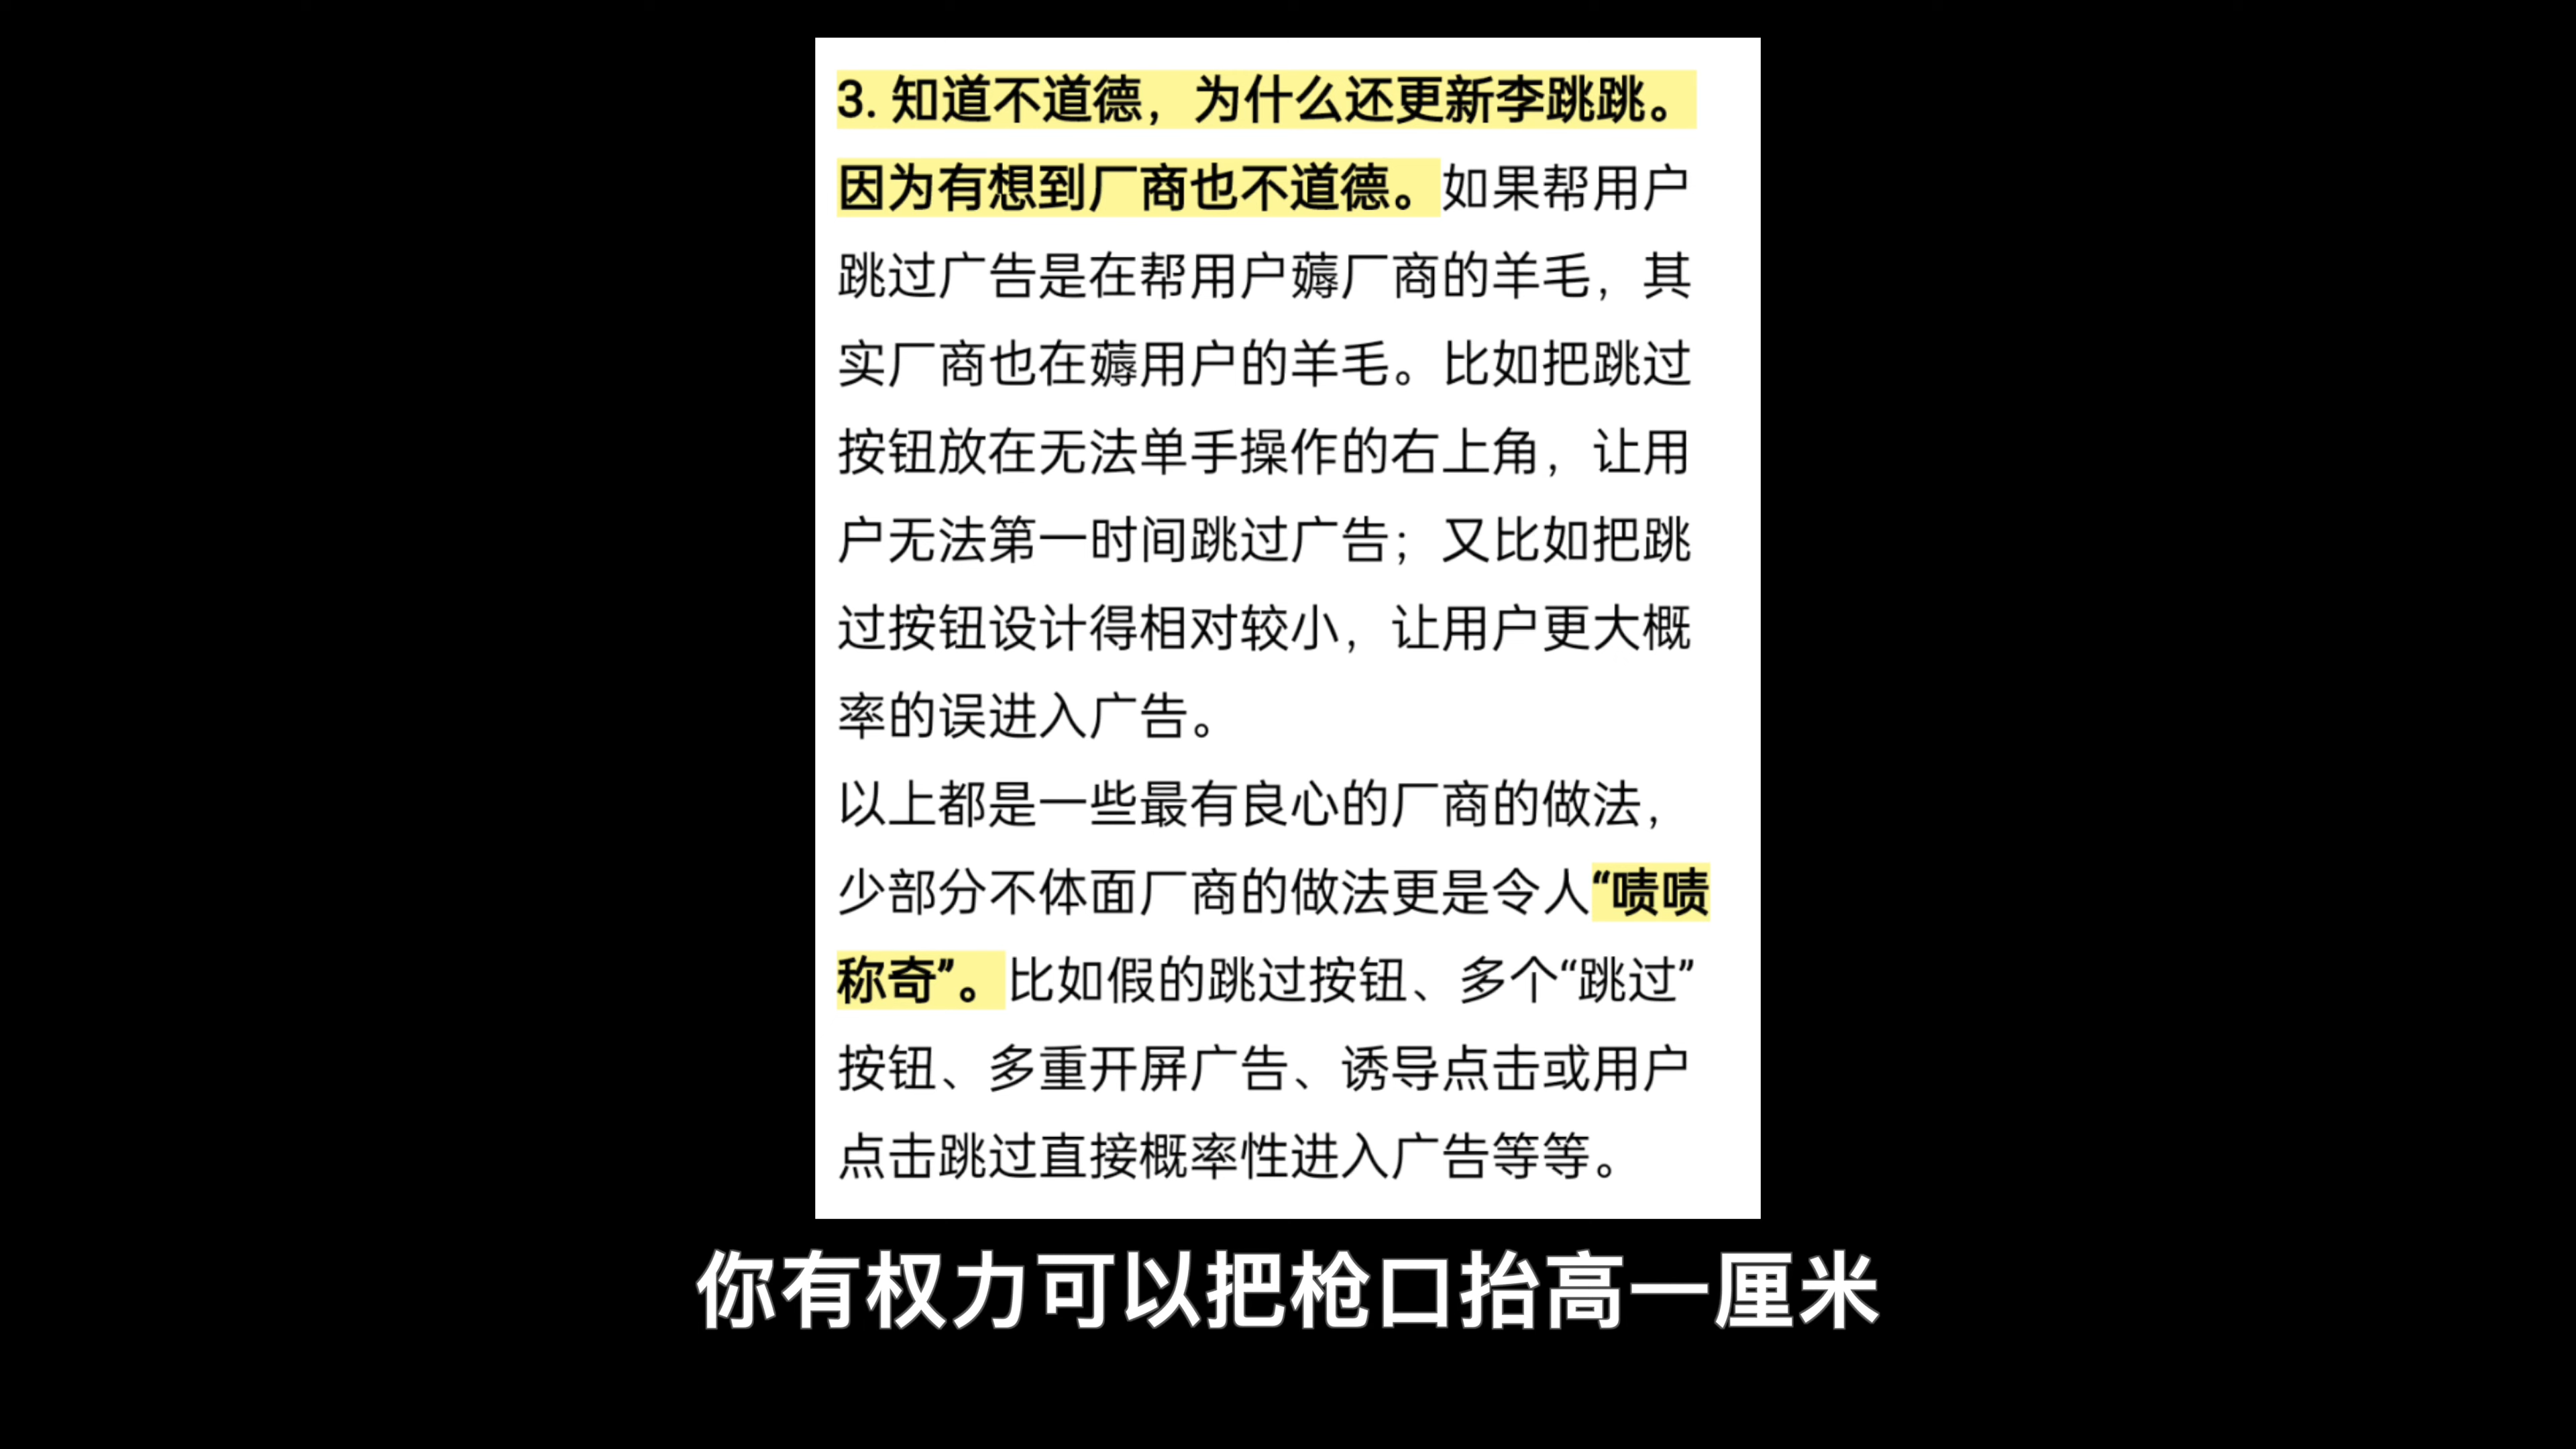 3. 知道不道德，为什么还更新李跳跳。
因为有想到厂商也不道德。如果帮用户
跳过广告是在帮用户薅厂商的羊毛，其
实厂商也在薅用户的羊毛。比如把跳过
按钮放在无法单手操作的右上角，让用
户无法第一时间跳过广告；又比如把跳
过按钮设计得相对较小，让用户更大概
率的误进入广告。
以上都是一些最有良心的厂商的做法，
少部分不体面厂商的做法更是令人“啧啧
称奇”。比如假的跳过按钮、多个“跳过”
按钮、多重开屏广告、诱导点击或用户
点击跳过直接概率性进入广告等等。
你有权力可以把枪口抬高一厘米